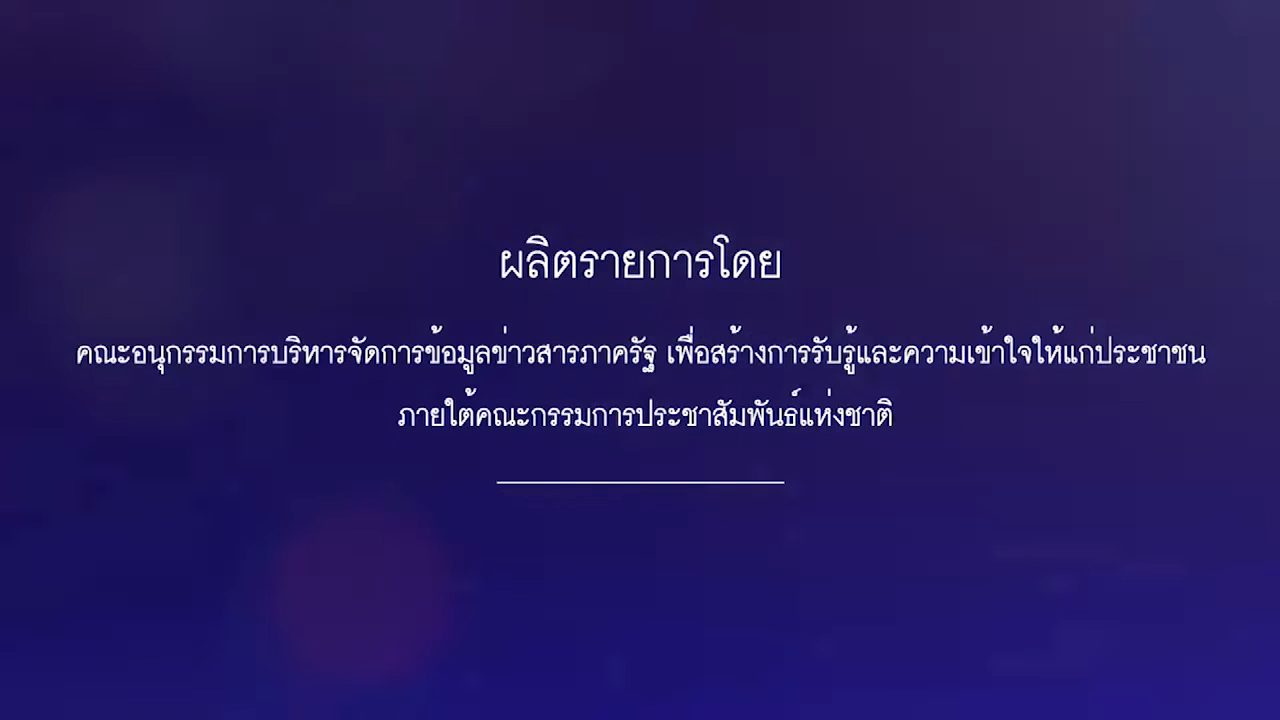 ผลิตรายการโดย
คณะอนุกรรมการบริหารจัดการข้อมูลข่าวสารภาครัฐ เพื่อสร้างการรับรู้และความเข้าใจให้แก่ประชาชน
ภายใต้คณะกรรมการประชาสัมพันธ์แห่งชาติ